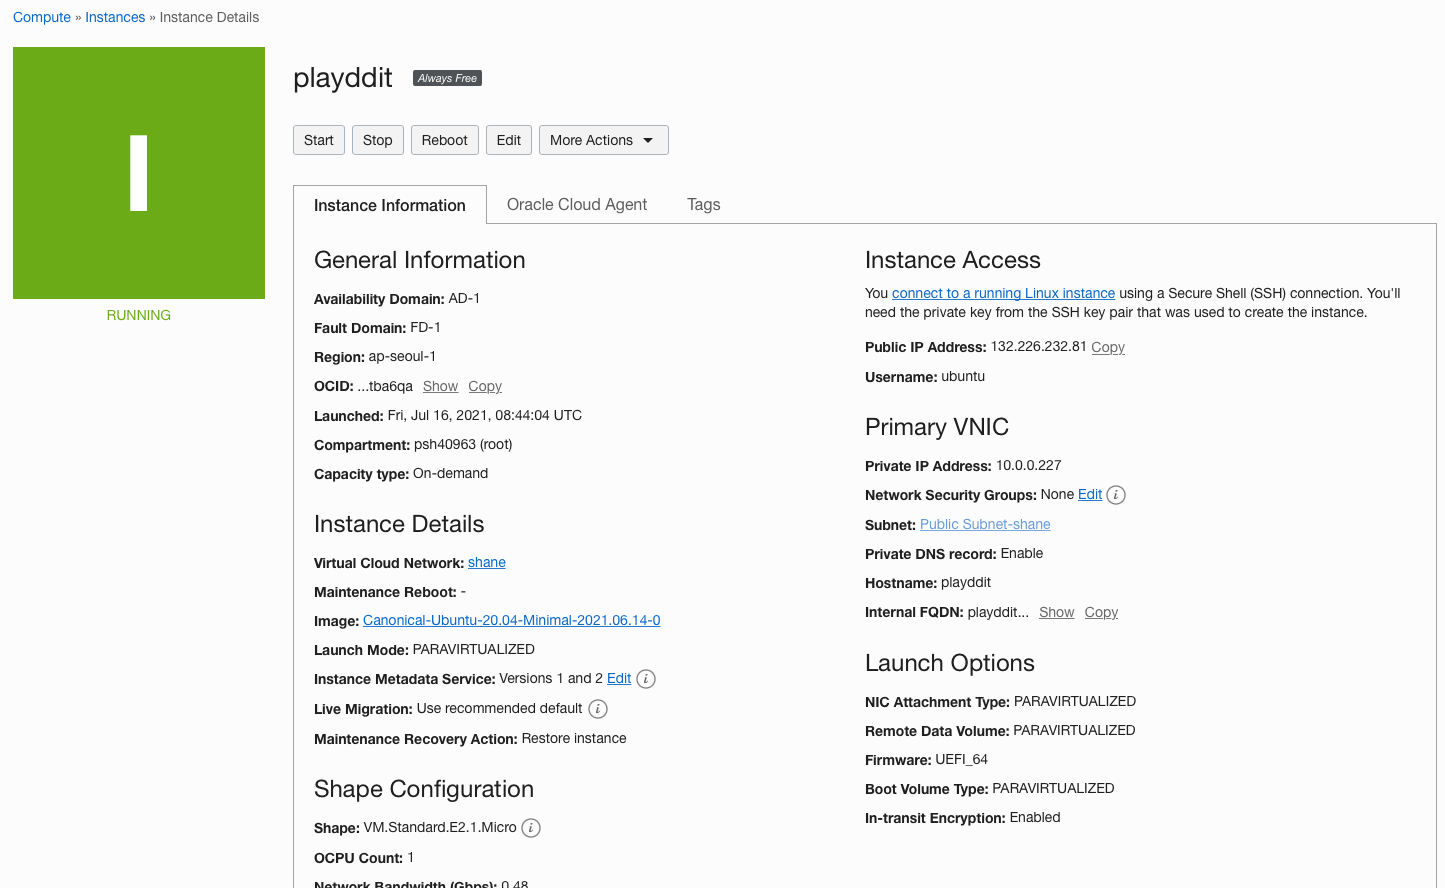 Compute » Instances » Instance Details
I
RUNNING
playddit Always Free
Start Stop Reboot Edit More Actions
Instance Information Oracle Cloud Agent Tags
General Information
Availability Domain: AD-1
Fault Domain: FD-1
Region: ap-seoul-1
OCID: ...tba6qa Show Copy
Launched: Fri, Jul 16, 2021, 08:44:04 UTC
Compartment: psh40963 (root)
Capacity type: On-demand
Instance Details
Virtual Cloud Network: shane
Maintenance Reboot: -
Image: Canonical-Ubuntu-20.04-Minimal-2021.06.14-0
Launch Mode: PARAVIRTUALIZED
Instance Metadata Service: Versions 1 and 2 Edit i
Live Migration: Use recommended default i
Maintenance Recovery Action: Restore instance
Shape Configuration
Shape: VM.Standard.E2.1.Micro i
OCPU Count: 1
Network Bandwidth (Gbps): 0.48
Instance Access
You connect to a running Linux instance using a Secure Shell (SSH) connection. You'll
need the private key from the SSH key pair that was used to create the instance.
Public IP Address: 132.226.232.81 Copy
Username: ubuntu
Primary VNIC
Private IP Address: 10.0.0.227
Network Security Groups: None Edit i
Subnet: Public Subnet-shane
Private DNS record: Enable
Hostname: playddit
Internal FQDN: playddit... Show Copy
Launch Options
NIC Attachment Type: PARAVIRTUALIZED
Remote Data Volume: PARAVIRTUALIZED
Firmware: UEFI_64
Boot Volume Type: PARAVIRTUALIZED
In-transit Encryption: Enabled